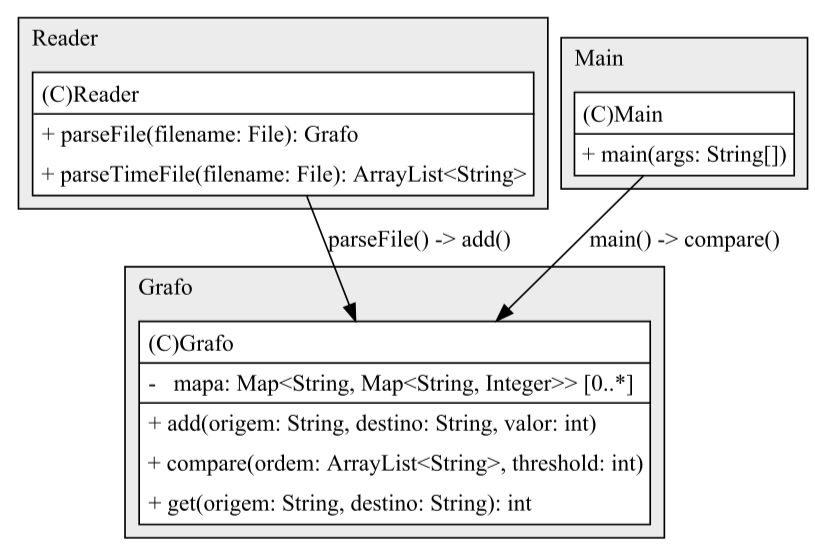 Reader
(C)Reader
+ parseFile(filename: File): Grafo
+ parseTimeFile(filename: File): ArrayList<String>
Main
(C)Main
+ main(args: String[])
parseFile() -> add()
main() -> compare()
Grafo
(C)Grafo
- mapa: Map<String, Map<String, Integer>> [0..*]
+ add(origem: String, destino: String, valor: int)
+ compare(ordem: ArrayList<String>, threshold: int)
+ get(origem: String, destino: String): int